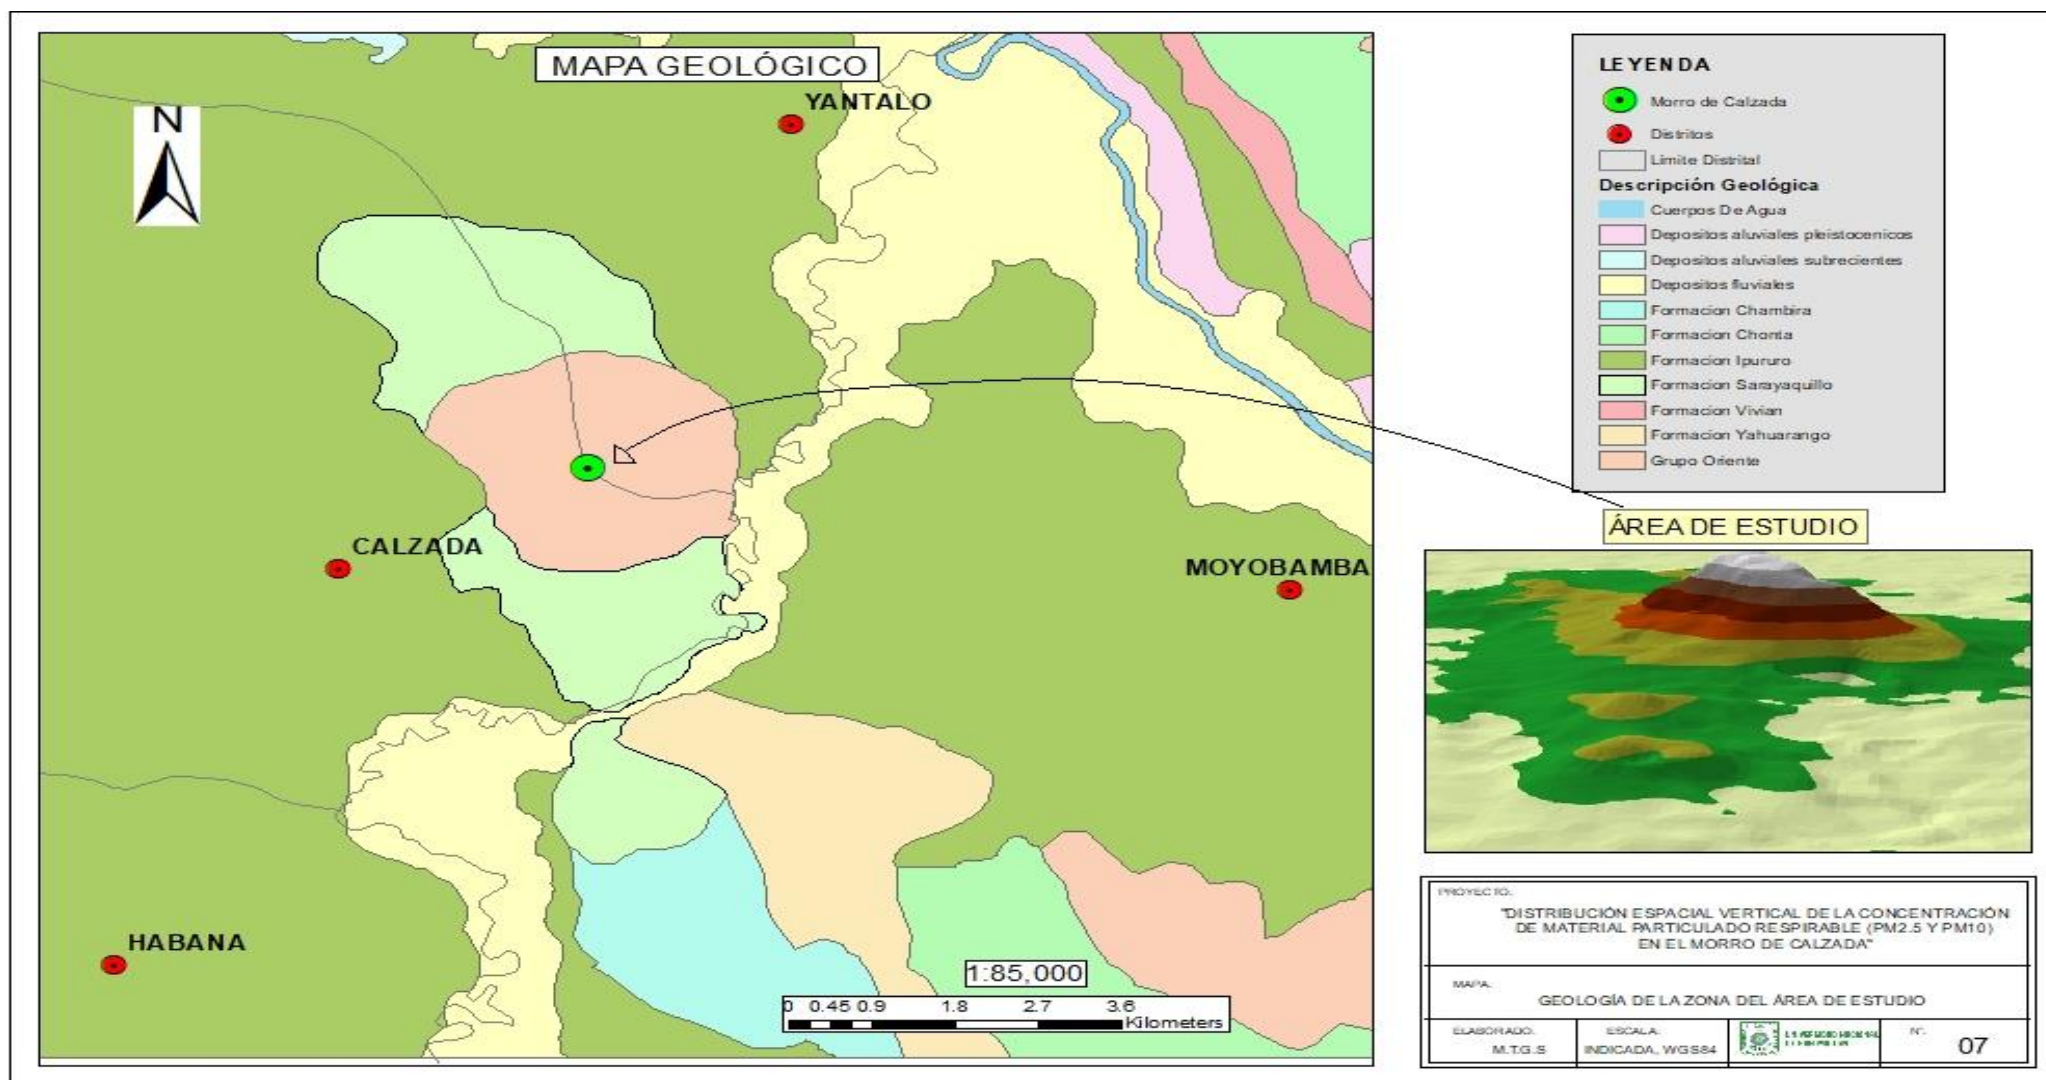 MAPA GEOLÓGICO
N
YANTALO
CALZADA
MOYOBAMBA
HABANA
1:85,000
0 0.45 0.9 1.8 2.7 3.6
Kilometers
LEYENDA
Morro de Calzada
Distritos
Límite Distrital
Descripción Geológica
Cuerpos De Agua
Depositos aluviales pleistocenicos
Depositos aluviales subrecientes
Depositos fluviales
Formacion Chambira
Formacion Chonta
Formacion Ipururo
Formacion Sarayaquillo
Formacion Vivian
Formacion Yahuarango
Grupo Oriente
ÁREA DE ESTUDIO
PROYECTO:
"DISTRIBUCIÓN ESPACIAL VERTICAL DE LA CONCENTRACIÓN
DE MATERIAL PARTICULADO RESPIRABLE (PM2.5 Y PM10)
EN EL MORRO DE CALZADA"
MAPA:
GEOLOGÍA DE LA ZONA DEL ÁREA DE ESTUDIO
ELABORADO:
M.T.G.S
ESCALA:
INDICADA, WGS84
UNIVERSIDAD NACIONAL
N°:
07